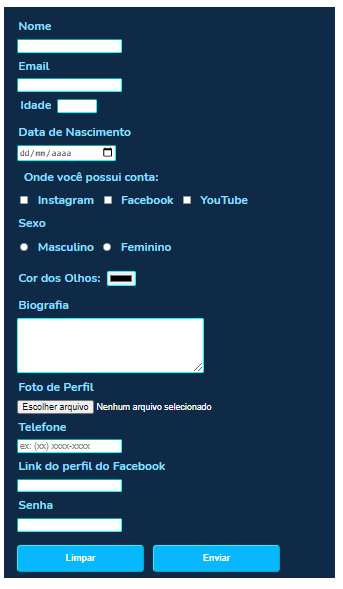 Nome
Email
Idade
Data de Nascimento
dd/mm/aaaa
Onde você possui conta:
Instagram Facebook YouTube
Sexo
Masculino Feminino
Cor dos Olhos:
Biografia
Foto de Perfil
Escolher arquivo Nenhum arquivo selecionado
Telefone
ex: (xx) xxxx-xxxx
Link do perfil do Facebook
Senha
Limpar Enviar